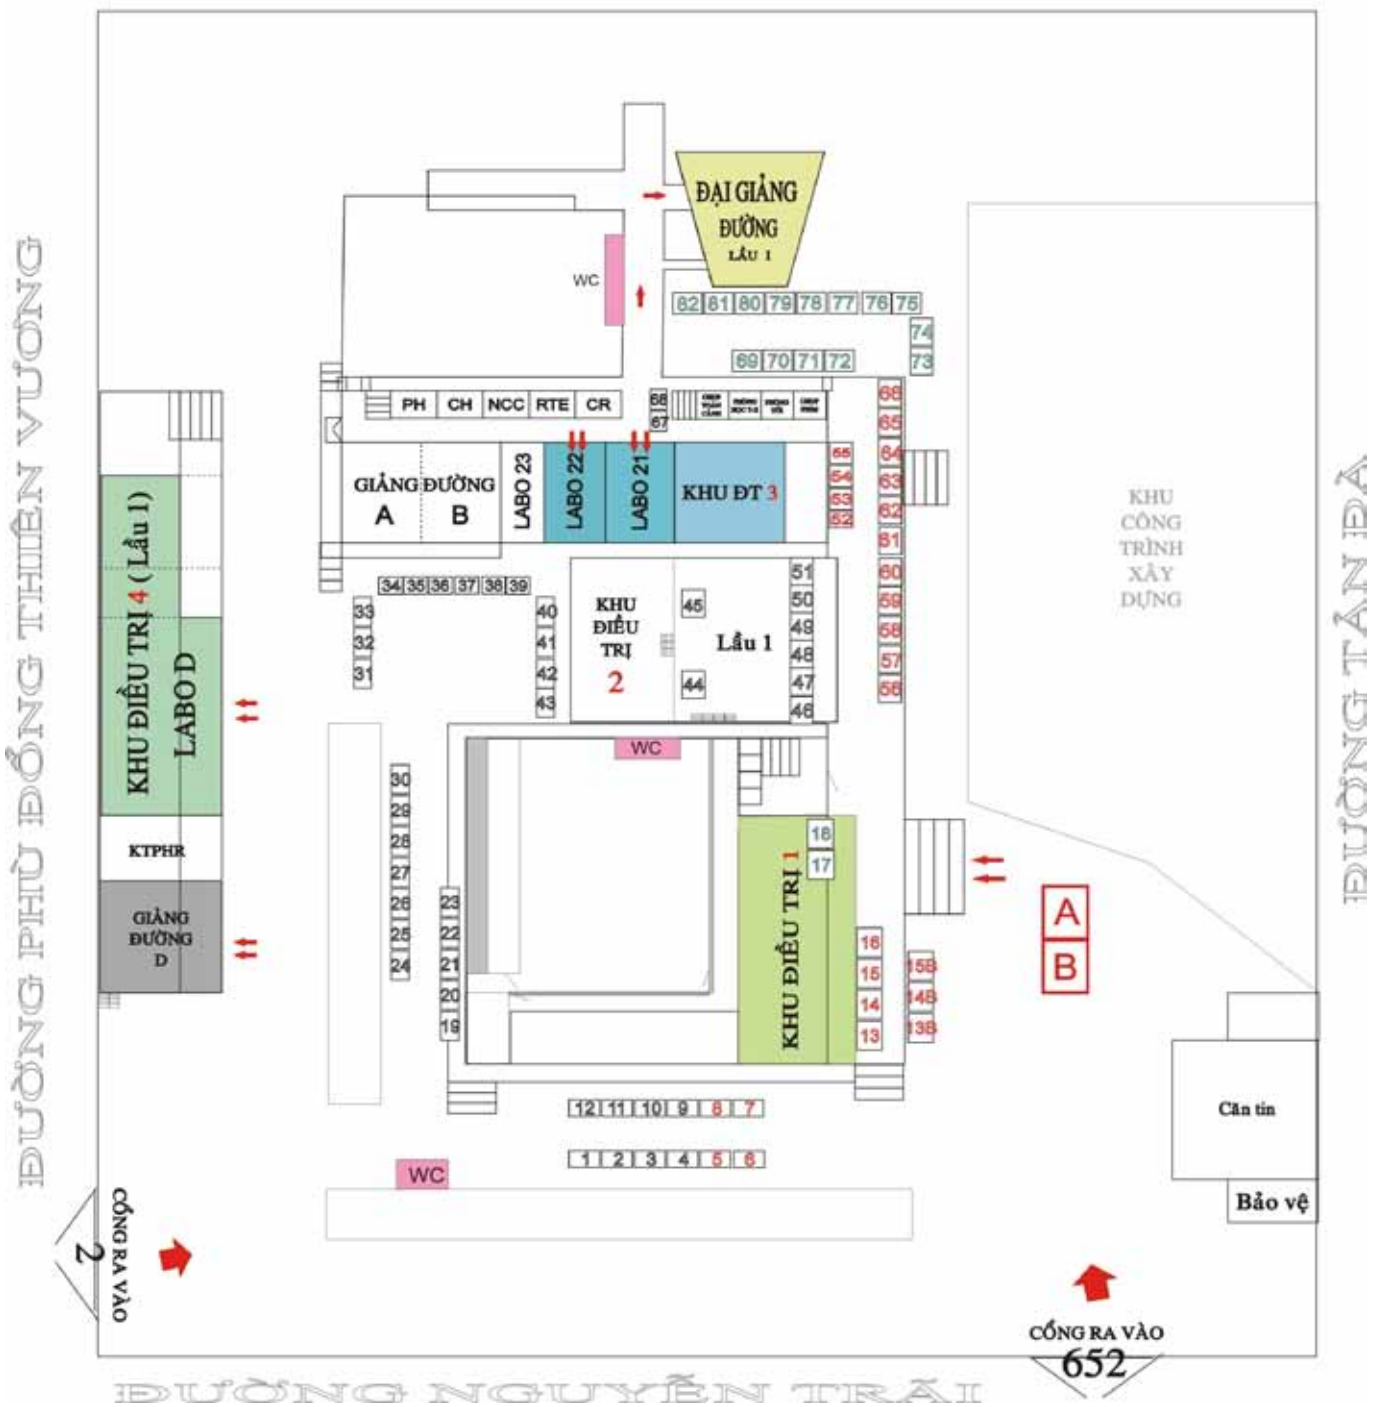 ĐẠI GIẢNG
ĐƯỜNG
LẦU 1
WC
82 81 80 79 78 77 76 75
74
73
69 70 71 72
PH CH NCC RTE CR
68
67
68
65
64
63
62
61
60
59
58
57
56
55
54
53
52
GIẢNG ĐƯỜNG
A B
LABO 23
LABO 22
LABO 21
KHU ĐT 3
KHU
CÔNG
TRÌNH
XÂY
DỰNG
34 35 36 37 38 39
33
32
31
40
41
42
43
KHU
ĐIỀU
TRỊ
2
45
44
Lầu 1
51
50
49
48
47
46
KHU ĐIỀU TRỊ 4 ( Lầu 1)
LABO D
KTPHR
GIẢNG
ĐƯỜNG
D
WC
30
29
28
27
26
25
24
23
22
21
20
19
KHU ĐIỀU TRỊ 1
18
17
16
15
14
13
15B
14B
13B
A
B
12 11 10 9 8 7
1 2 3 4 5 6
WC
Căn tin
Bảo vệ
CỔNG RA VÀO
2
CỔNG RA VÀO
652
ĐƯỜNG PHÙ ĐỔNG THIÊN VƯƠNG
ĐƯỜNG TẢN ĐÀ
ĐƯỜNG NGUYỄN TRÃI